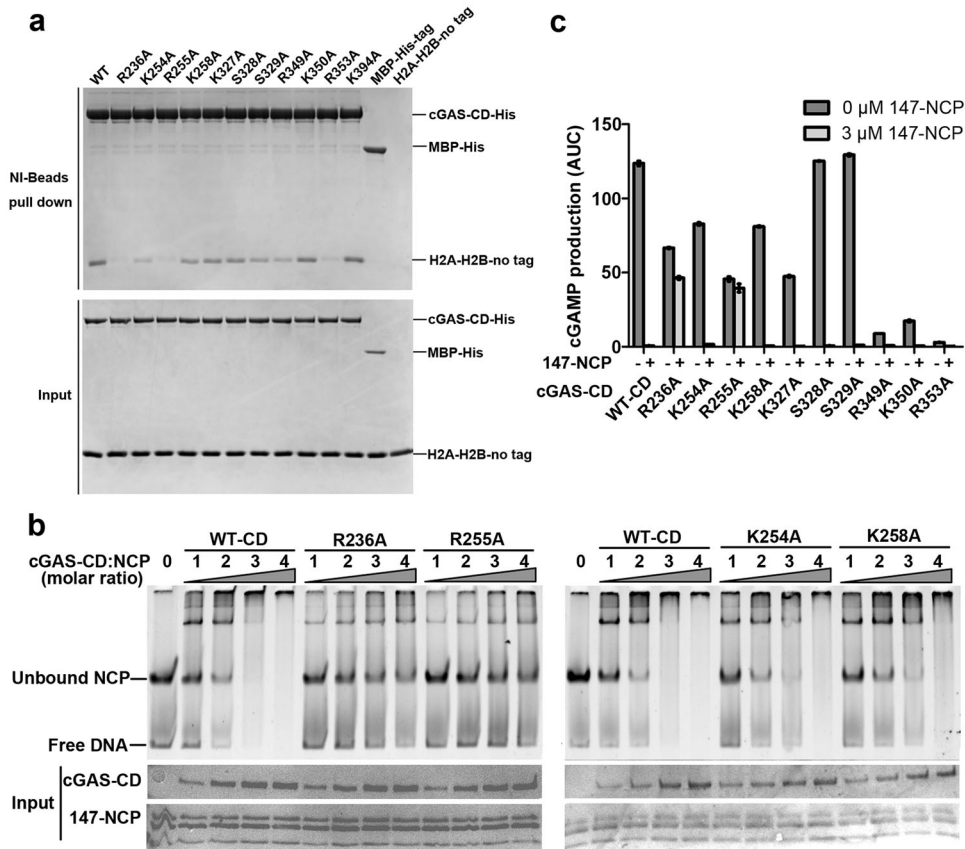 a
WT
R236A
K254A
R255A
K258A
K327A
S328A
S329A
R349A
K350A
R353A
K394A
MBP-His-tag
H2A-H2B-no tag
NI-Beads
pull down
cGAS-CD-His
MBP-His
H2A-H2B-no tag
Input
cGAS-CD-His
MBP-His
H2A-H2B-no tag
c
0 µM 147-NCP
3 µM 147-NCP
cGAMP production (AUC)
150
100
50
0
147-NCP - + - + - + - + - + - + - + - + - + - + - +
cGAS-CD
WT-CD
R236A
K254A
R255A
K258A
K327A
S328A
S329A
R349A
K350A
R353A
b
WT-CD R236A R255A
cGAS-CD:NCP 0 1 2 3 4 1 2 3 4 1 2 3 4
(molar ratio)
WT-CD K254A K258A
0 1 2 3 4 1 2 3 4 1 2 3 4
Unbound NCP
Free DNA
Input
cGAS-CD
147-NCP